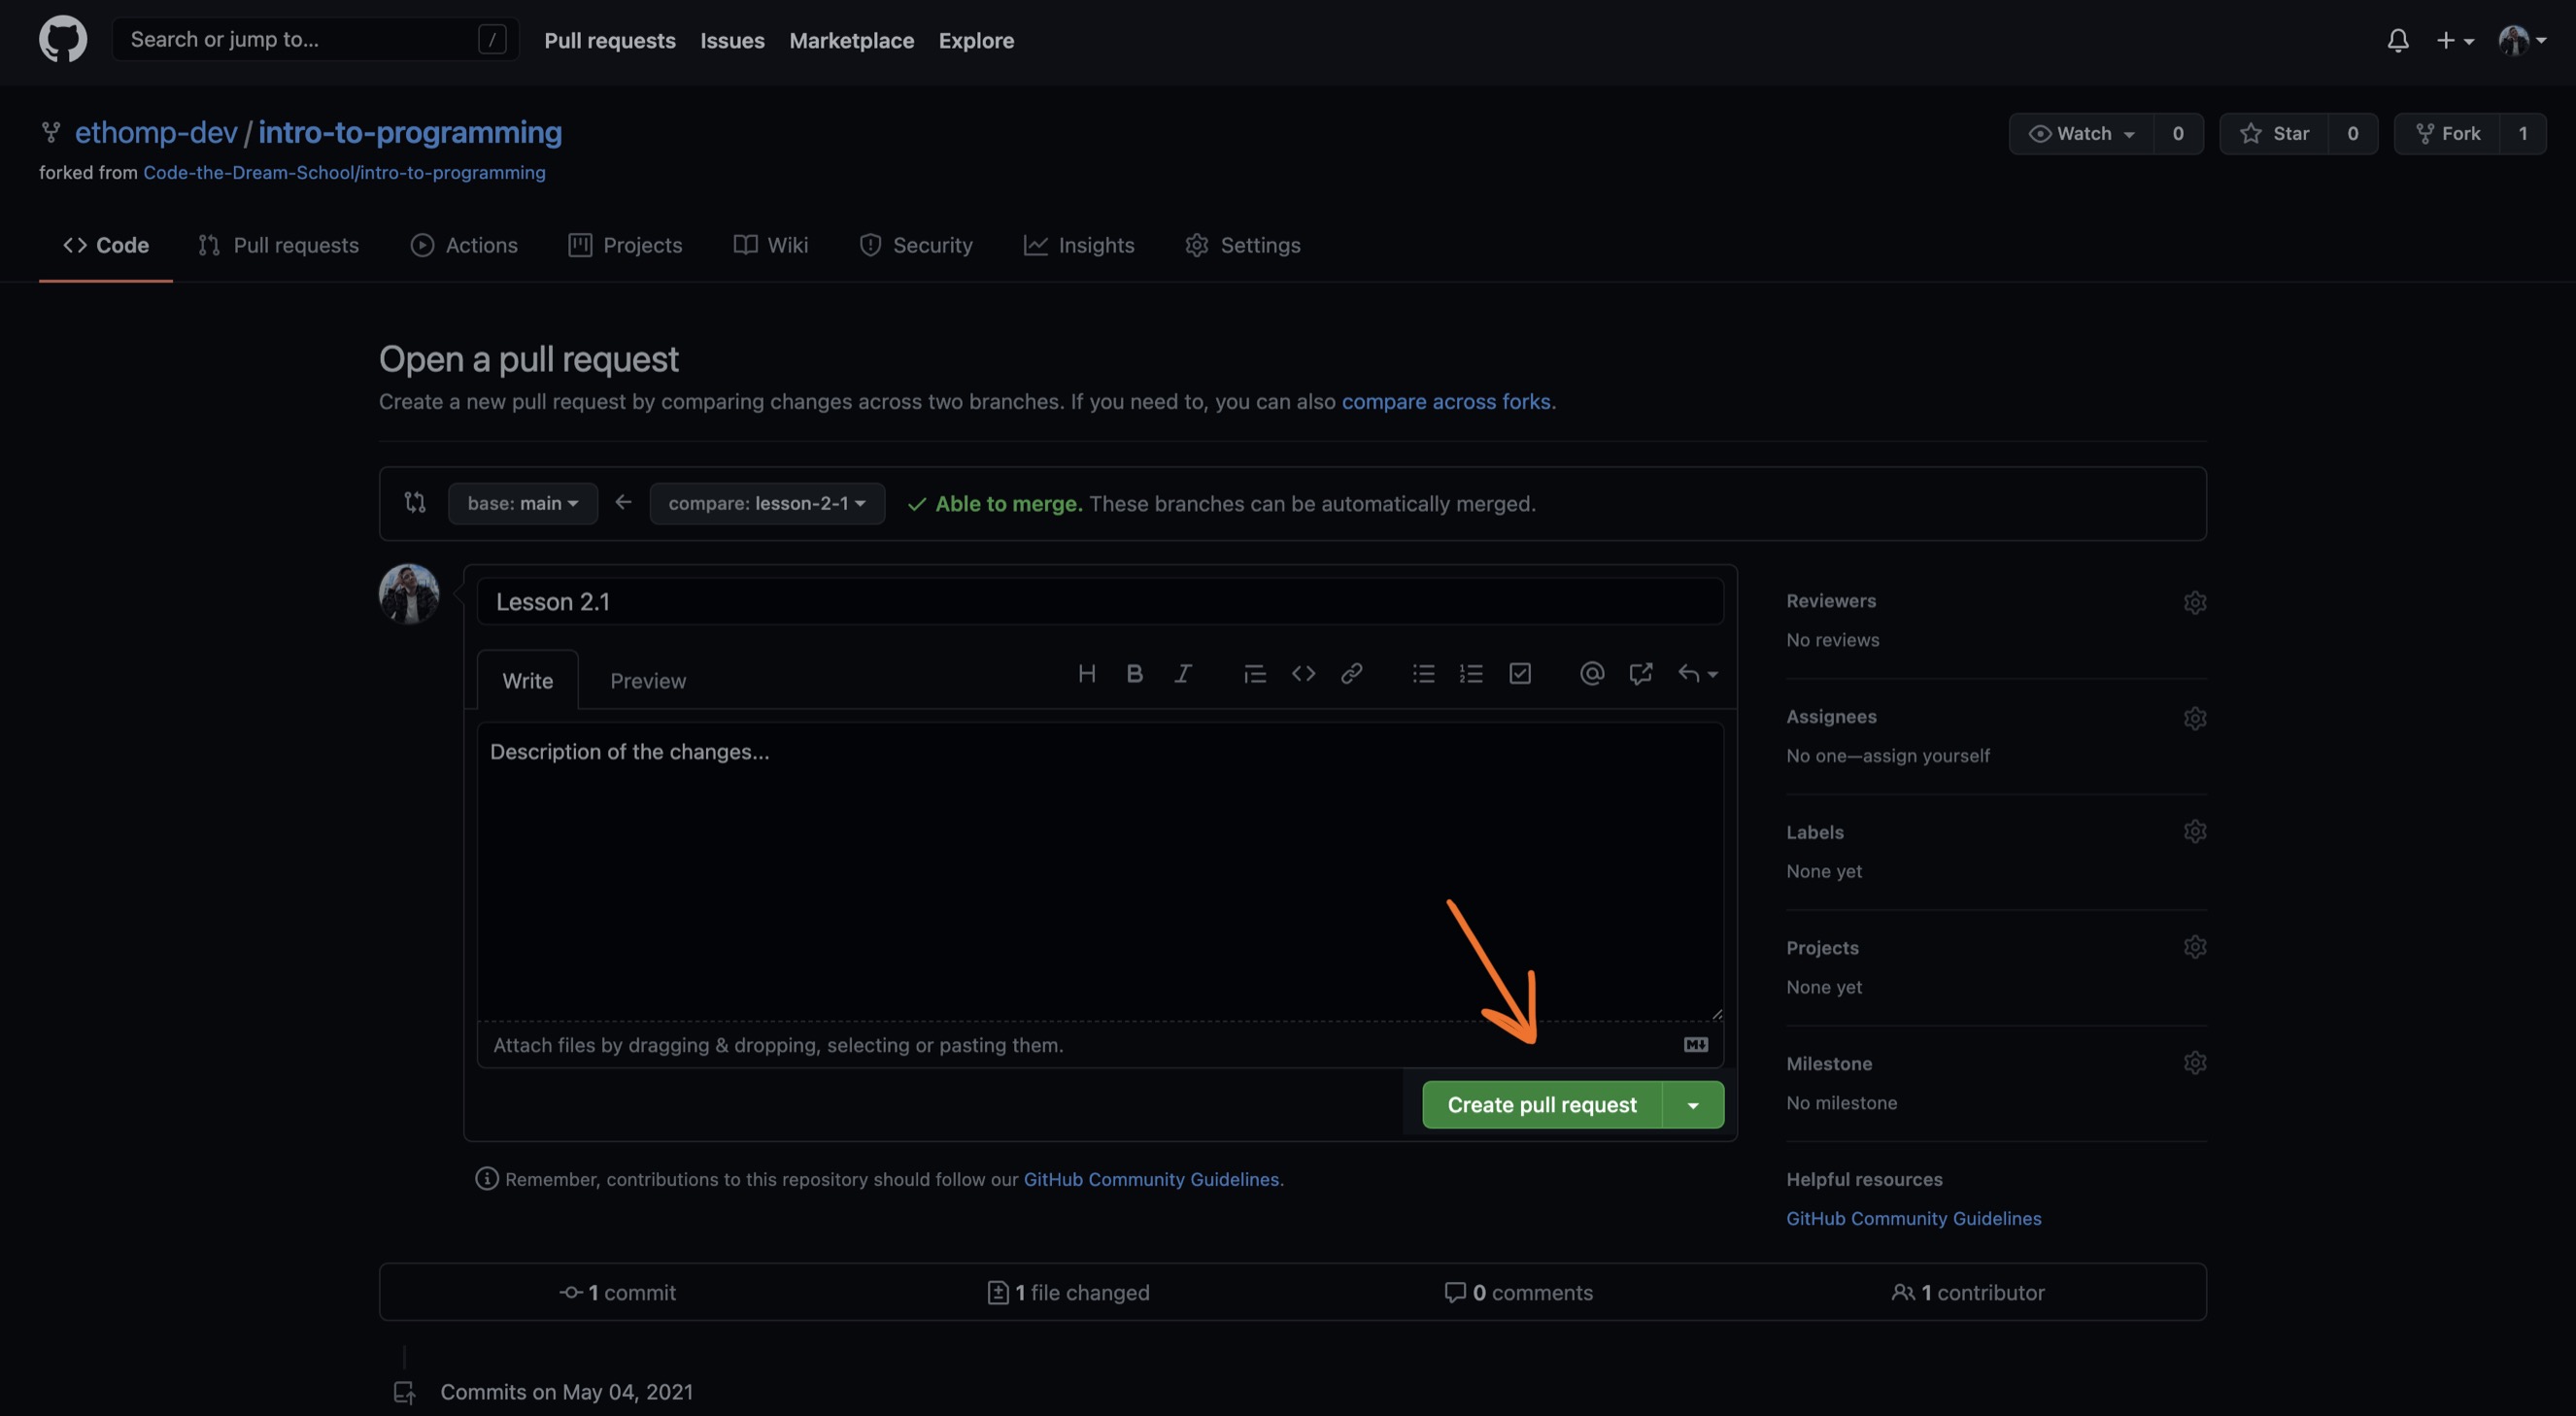 Search or jump to... / Pull requests Issues Marketplace Explore
ethomp-dev / intro-to-programming Watch 0 Star 0 Fork 1
forked from Code-the-Dream-School/intro-to-programming
Code Pull requests Actions Projects Wiki Security Insights Settings
Open a pull request
Create a new pull request by comparing changes across two branches. If you need to, you can also compare across forks.
base: main compare: lesson-2-1 Able to merge. These branches can be automatically merged.
Lesson 2.1
Write Preview
Description of the changes...
Attach files by dragging & dropping, selecting or pasting them.
Create pull request
Remember, contributions to this repository should follow our GitHub Community Guidelines.
Reviewers
No reviews
Assignees
No one—assign yourself
Labels
None yet
Projects
None yet
Milestone
No milestone
Helpful resources
GitHub Community Guidelines
1 commit 1 file changed 0 comments 1 contributor
Commits on May 04, 2021